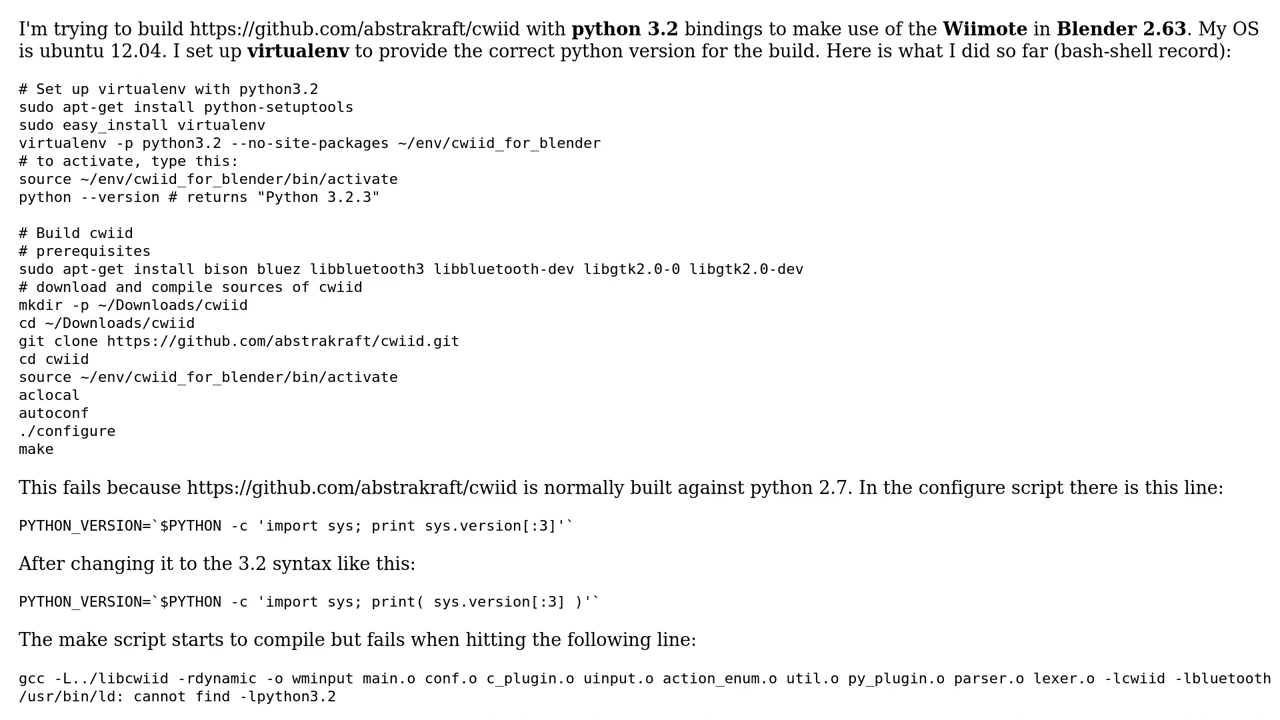 I'm trying to build https://github.com/abstrakraft/cwiid with python 3.2 bindings to make use of the Wiimote in Blender 2.63. My OS
is ubuntu 12.04. I set up virtualenv to provide the correct python version for the build. Here is what I did so far (bash-shell record):
# Set up virtualenv with python3.2
sudo apt-get install python-setuptools
sudo easy_install virtualenv
virtualenv -p python3.2 --no-site-packages ~/env/cwiid_for_blender
# to activate, type this:
source ~/env/cwiid_for_blender/bin/activate
python --version # returns "Python 3.2.3"
# Build cwiid
# prerequisites
sudo apt-get install bison bluez libbluetooth3 libbluetooth-dev libgtk2.0-0 libgtk2.0-dev
# download and compile sources of cwiid
mkdir -p ~/Downloads/cwiid
cd ~/Downloads/cwiid
git clone https://github.com/abstrakraft/cwiid.git
cd cwiid
source ~/env/cwiid_for_blender/bin/activate
aclocal
autoconf
./configure
make
This fails because https://github.com/abstrakraft/cwiid is normally built against python 2.7. In the configure script there is this line:
PYTHON_VERSION=`$PYTHON -c 'import sys; print sys.version[:3]'`
After changing it to the 3.2 syntax like this:
PYTHON_VERSION=`$PYTHON -c 'import sys; print( sys.version[:3] )'`
The make script starts to compile but fails when hitting the following line:
gcc -L../libcwiid -rdynamic -o wminput main.o conf.o c_plugin.o uinput.o action_enum.o util.o py_plugin.o parser.o lexer.o -lcwiid -lbluetooth
/usr/bin/ld: cannot find -lpython3.2